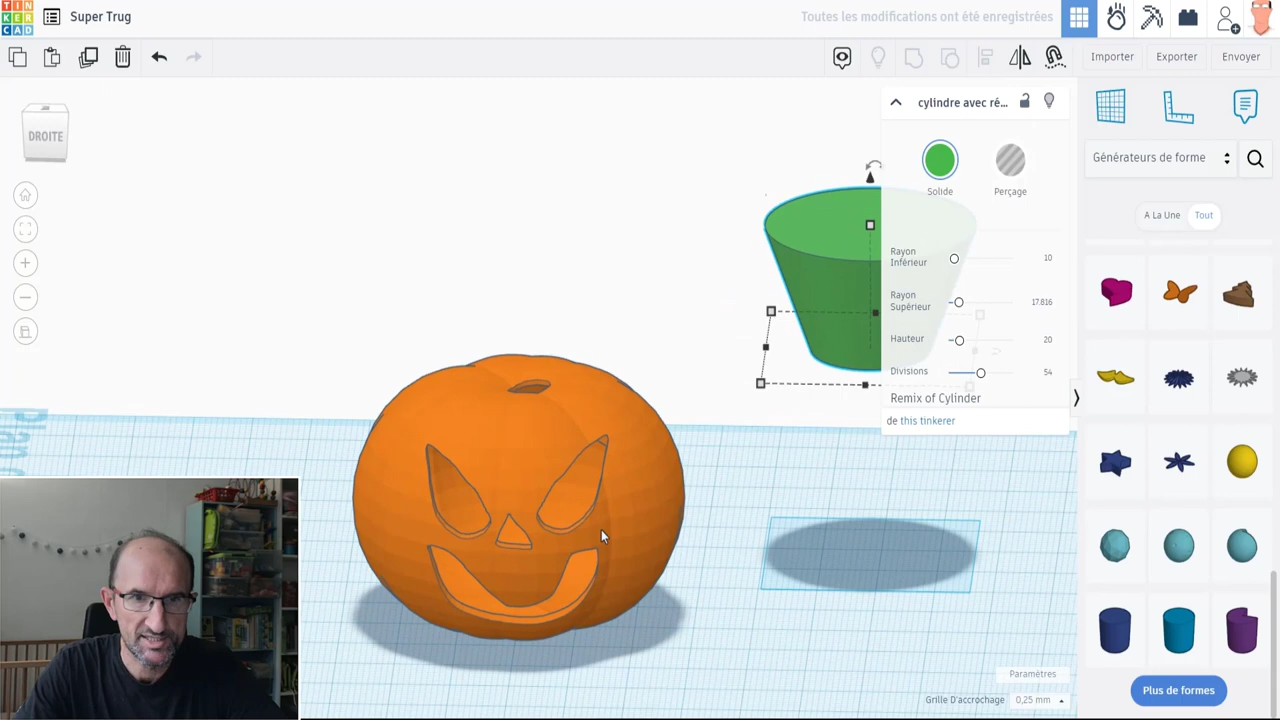 TIN
KER
CAD
Super Trug
Toutes les modifications ont été enregistrées
Importer
Exporter
Envoyer
DROITE
cylindre avec ré...
Solide
Perçage
Rayon
Inférieur
10
Rayon
Supérieur
17.816
Hauteur
20
Divisions
54
Remix of Cylinder
de this tinkerer
Générateurs de forme
A La Une
Tout
Plus de formes
Paramètres
Grille D'accrochage
0,25 mm